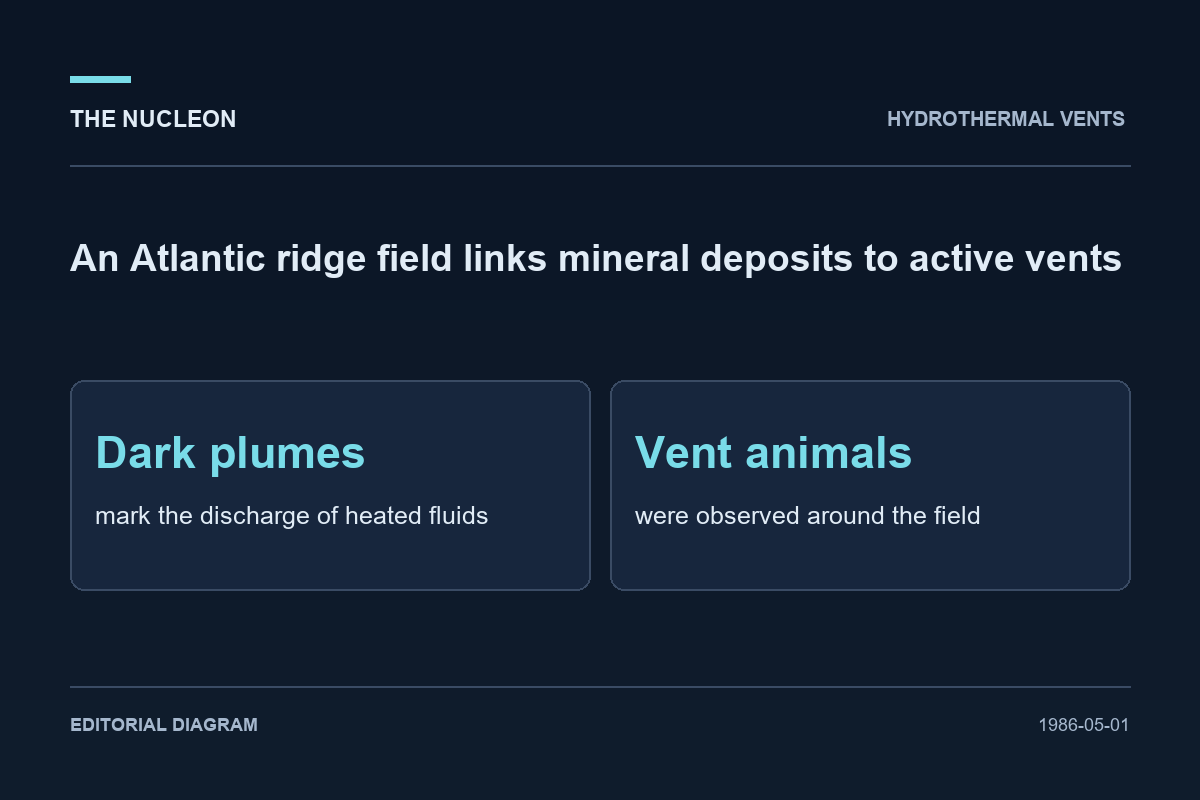 THE NUCLEON
HYDROTHERMAL VENTS
An Atlantic ridge field links mineral deposits to active vents
Dark plumes
mark the discharge of heated fluids
Vent animals
were observed around the field
EDITORIAL DIAGRAM
1986-05-01